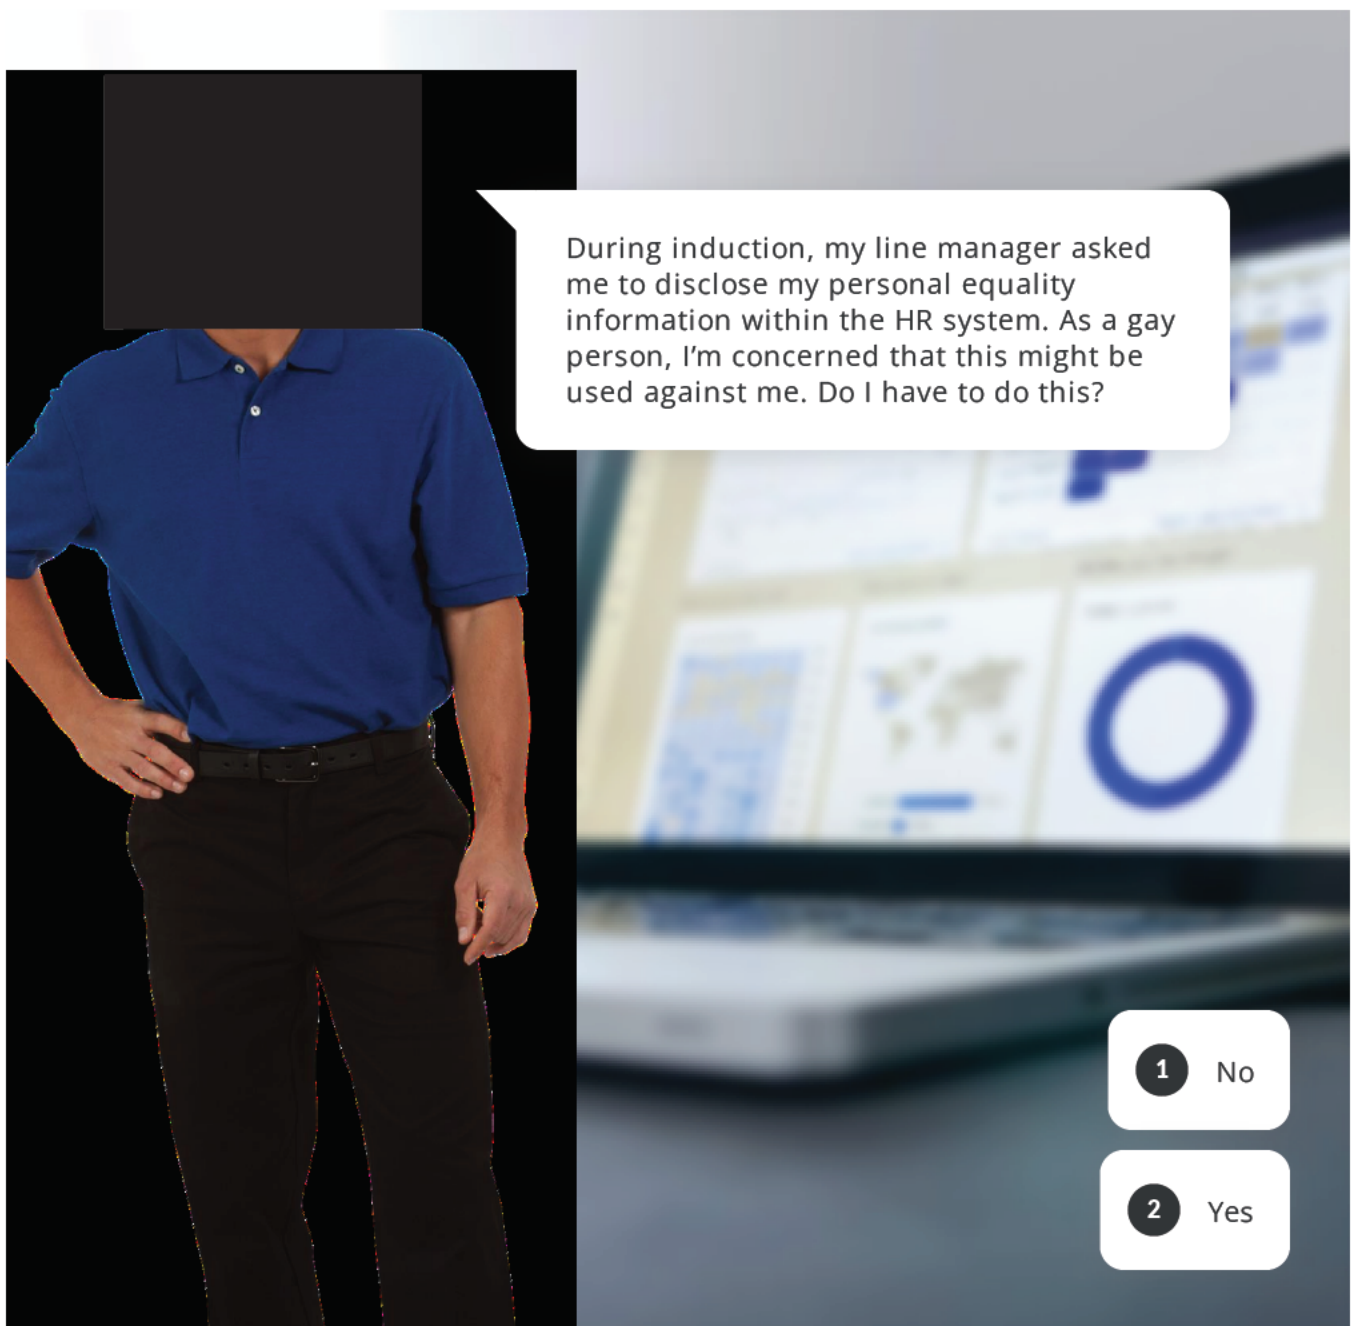 During induction, my line manager asked
me to disclose my personal equality
information within the HR system. As a gay
person, I’m concerned that this might be
used against me. Do I have to do this?
1 No
2 Yes